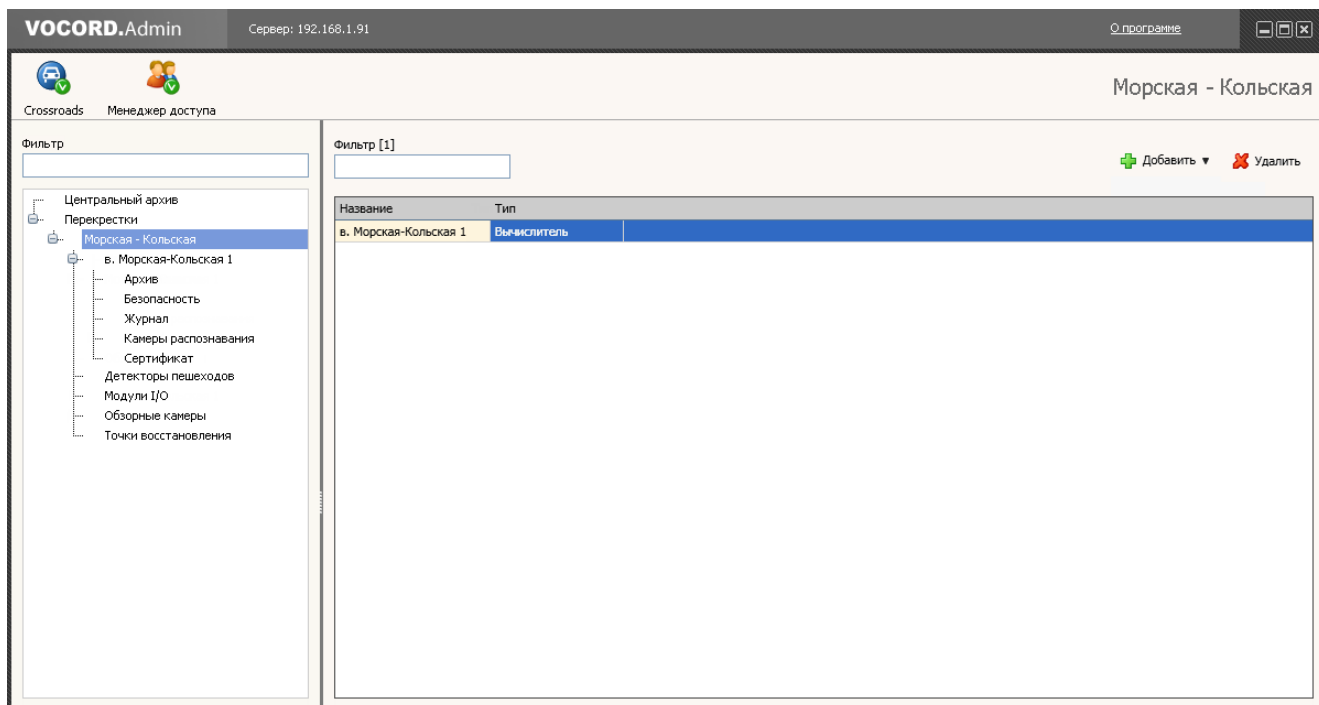 VOCORD.Admin Сервер: 192.168.1.91 О программе
Crossroads Менеджер доступа
Морская - Кольская
Фильтр
Центральный архив
Перекрестки
Морская - Кольская
в. Морская-Кольская 1
Архив
Безопасность
Журнал
Камеры распознавания
Сертификат
Детекторы пешеходов
Модули I/O
Обзорные камеры
Точки восстановления
Фильтр [1]
Добавить ▼ Удалить
Название Тип
в. Морская-Кольская 1 Вычислитель